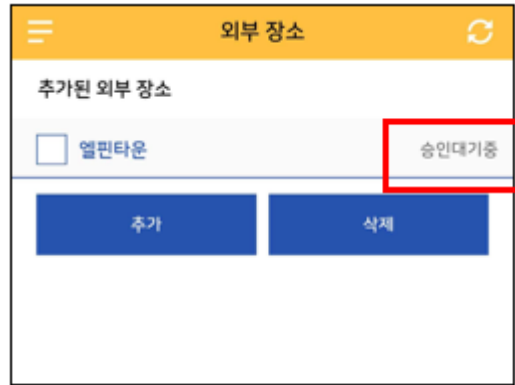 외부 장소
추가된 외부 장소
엘핀타운 승인대기중
추가 삭제